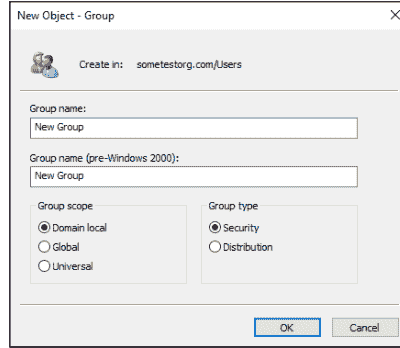 New Object - Group
Create in: sometestorg.com/Users
Group name:
New Group
Group name (pre-Windows 2000):
New Group
Group scope
Domain local
Global
Universal
Group type
Security
Distribution
OK
Cancel